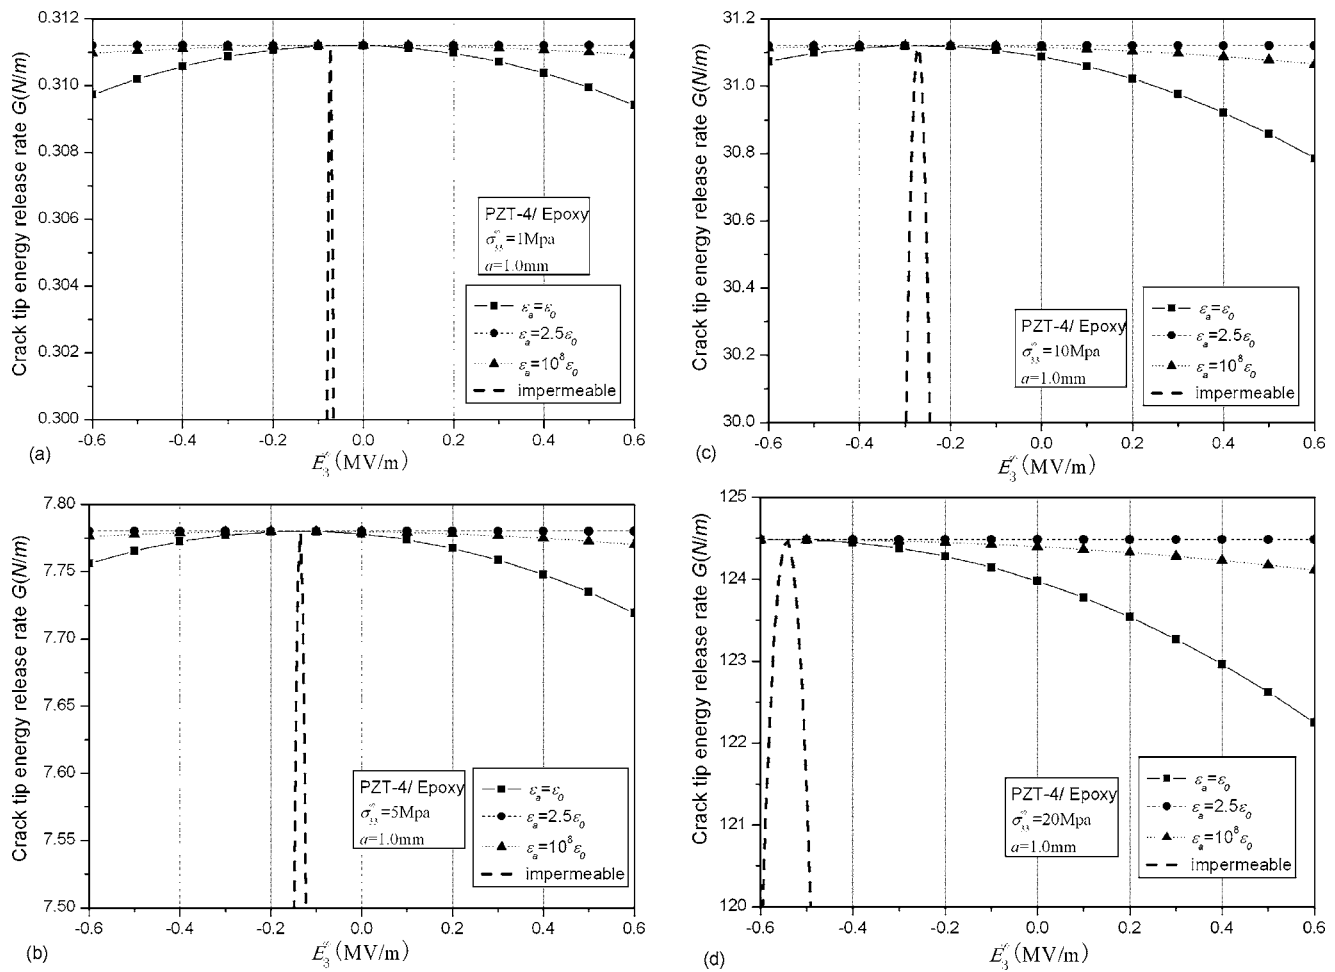 Crack tip energy release rate G(N/m)
0.312
0.310
0.308
0.306
0.304
0.302
0.300
PZT-4/ Epoxy
σ₃₃^∞=1Mpa
a=1.0mm
εₐ=ε₀
εₐ=2.5ε₀
εₐ=10⁸ε₀
impermeable
-0.6 -0.4 -0.2 0.0 0.2 0.4 0.6
(a)
E₃^∞(MV/m)
Crack tip energy release rate G(N/m)
31.2
31.0
30.8
30.6
30.4
30.2
30.0
PZT-4/ Epoxy
σ₃₃^∞=10Mpa
a=1.0mm
εₐ=ε₀
εₐ=2.5ε₀
εₐ=10⁸ε₀
impermeable
-0.6 -0.4 -0.2 0.0 0.2 0.4 0.6
(c)
E₃^∞(MV/m)
Crack tip energy release rate G(N/m)
7.80
7.75
7.70
7.65
7.60
7.55
7.50
PZT-4/ Epoxy
σ₃₃^∞=5Mpa
a=1.0mm
εₐ=ε₀
εₐ=2.5ε₀
εₐ=10⁸ε₀
impermeable
-0.6 -0.4 -0.2 0.0 0.2 0.4 0.6
(b)
E₃^∞(MV/m)
Crack tip energy release rate G(N/m)
125
124
123
122
121
120
PZT-4/ Epoxy
σ₃₃^∞=20Mpa
a=1.0mm
εₐ=ε₀
εₐ=2.5ε₀
εₐ=10⁸ε₀
impermeable
-0.6 -0.4 -0.2 0.0 0.2 0.4 0.6
(d)
E₃^∞(MV/m)